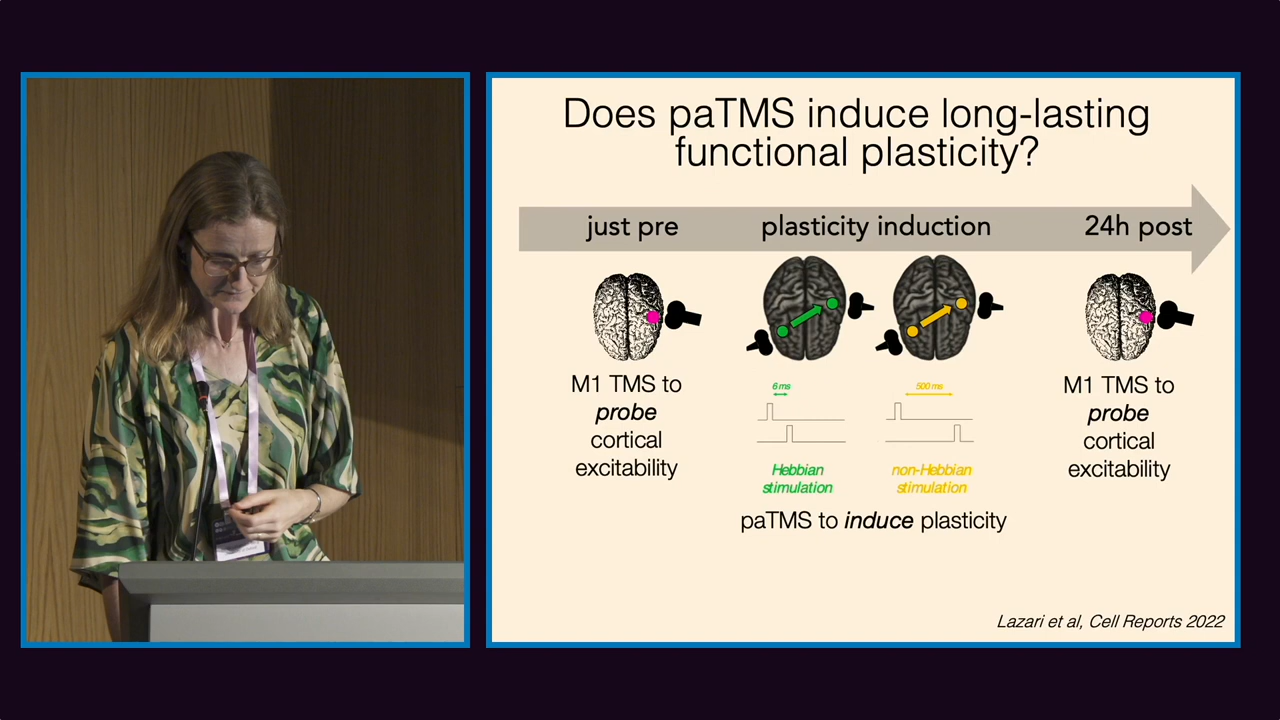 Does paTMS induce long-lasting
functional plasticity?
just pre
plasticity induction
24h post
M1 TMS to
probe
cortical
excitability
6 ms
Hebbian
stimulation
500 ms
non-Hebbian
stimulation
paTMS to induce plasticity
M1 TMS to
probe
cortical
excitability
Lazari et al, Cell Reports 2022